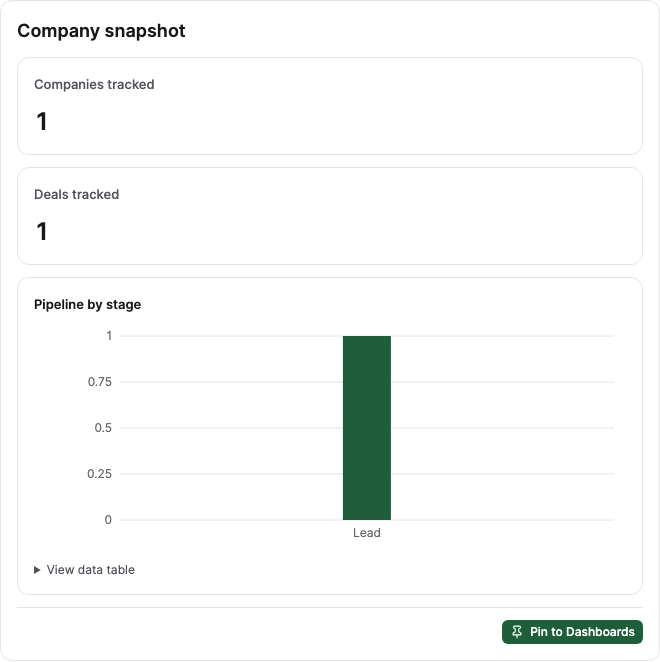 Company snapshot
Companies tracked
1
Deals tracked
1
Pipeline by stage
1
0.75
0.5
0.25
0
Lead
View data table
Pin to Dashboards